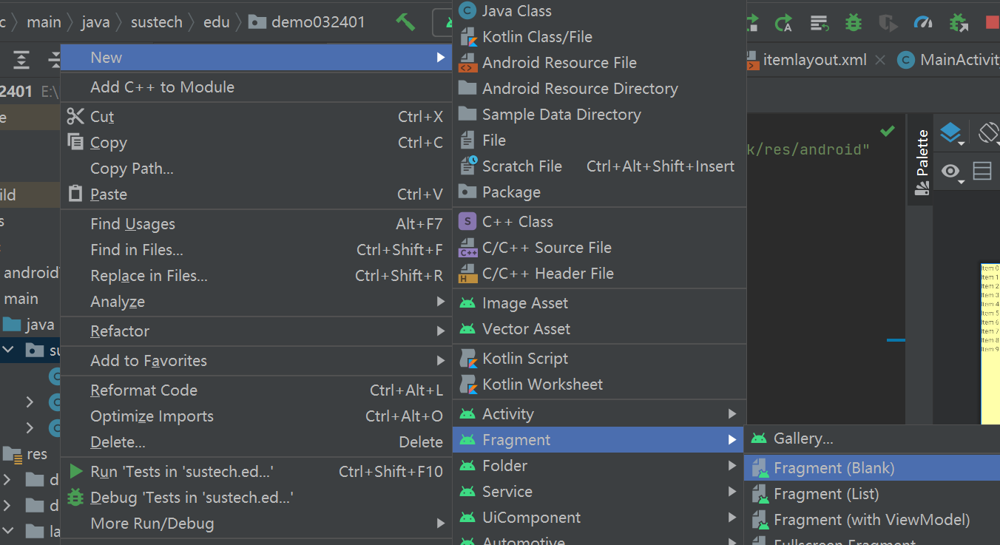 main
java
sustech
edu
demo032401
2401 E:\
android
main
java
res
New
Add C++ to Module
Cut Ctrl+X
Copy Ctrl+C
Copy Path...
Paste Ctrl+V
Find Usages Alt+F7
Find in Files... Ctrl+Shift+F
Replace in Files... Ctrl+Shift+R
Analyze
Refactor
Add to Favorites
Reformat Code Ctrl+Alt+L
Optimize Imports Ctrl+Alt+O
Delete... Delete
Run 'Tests in 'sustech.ed...' Ctrl+Shift+F10
Debug 'Tests in 'sustech.ed...'
More Run/Debug
Java Class
Kotlin Class/File
Android Resource File
Android Resource Directory
Sample Data Directory
File
Scratch File Ctrl+Alt+Shift+Insert
Package
C++ Class
C/C++ Source File
C/C++ Header File
Image Asset
Vector Asset
Kotlin Script
Kotlin Worksheet
Activity
Fragment
Folder
Service
UiComponent
Automotive
Gallery...
Fragment (Blank)
Fragment (List)
Fragment (with ViewModel)
Fullscreen Fragment
itemlayout.xml
MainActivity
k/res/android"
Palette
Item 0
Item 1
Item 2
Item 3
Item 4
Item 5
Item 6
Item 7
Item 8
Item 9